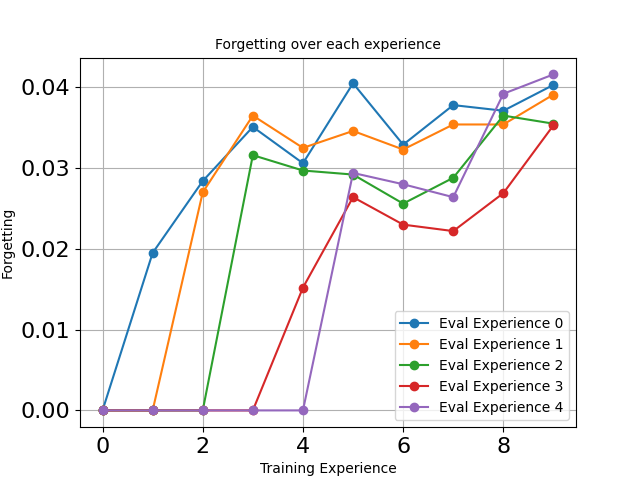 Forgetting over each experience
0.04
0.03
0.02
0.01
0.00
Forgetting
0 2 4 6 8
Training Experience
Eval Experience 0
Eval Experience 1
Eval Experience 2
Eval Experience 3
Eval Experience 4